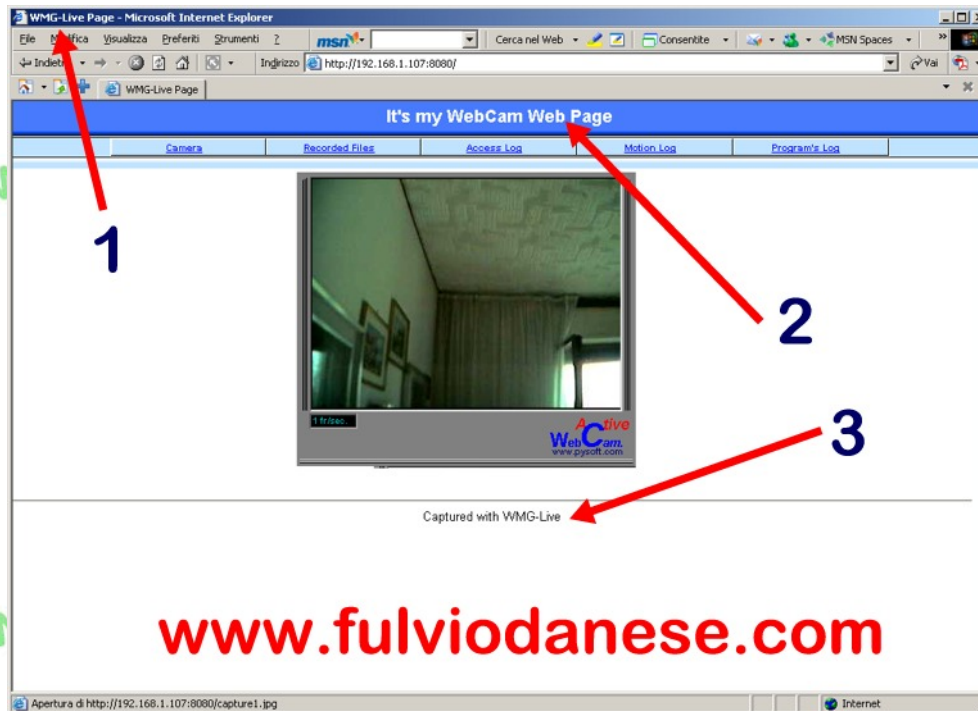 WMG-Live Page - Microsoft Internet Explorer
File Modifica Visualizza Preferiti Strumenti ? msn Cerca nel Web Consentite MSN Spaces »
Indietro Indirizzo http://192.168.1.107:8080/ Vai
WMG-Live Page
It's my WebCam Web Page
Camera Recorded Files Access Log Motion Log Program's Log
1
2
1 fr/sec.
Active
WebCam.
www.pysoft.com
3
Captured with WMG-Live
www.fulviodanese.com
Apertura di http://192.168.1.107:8080/capture1.jpg Internet